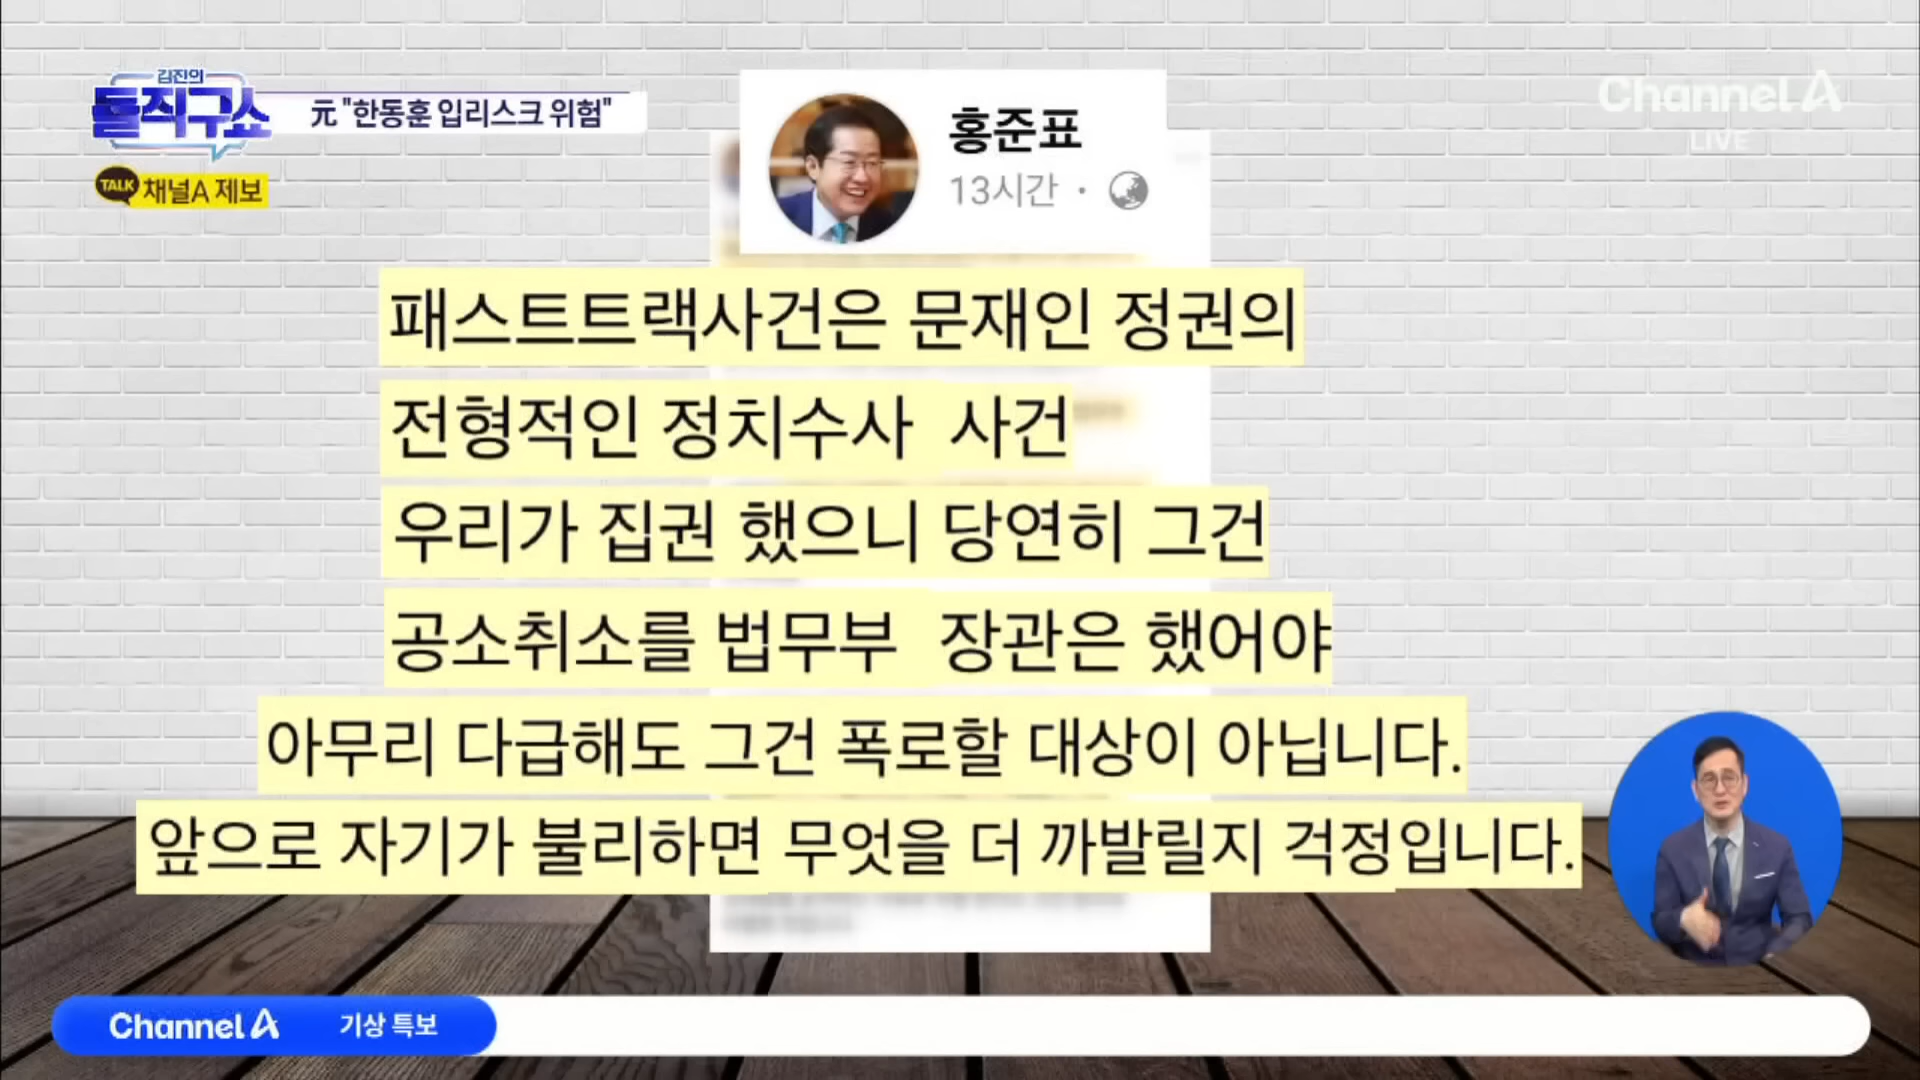 김진의
돌직구쇼
元 "한동훈 입리스크 위험"
TALK 채널A 제보
Channel A
LIVE
홍준표
13시간 ·
패스트트랙사건은 문재인 정권의
전형적인 정치수사 사건
우리가 집권 했으니 당연히 그건
공소취소를 법무부 장관은 했어야
아무리 다급해도 그건 폭로할 대상이 아닙니다.
앞으로 자기가 불리하면 무엇을 더 까발릴지 걱정입니다.
Channel A 기상 특보